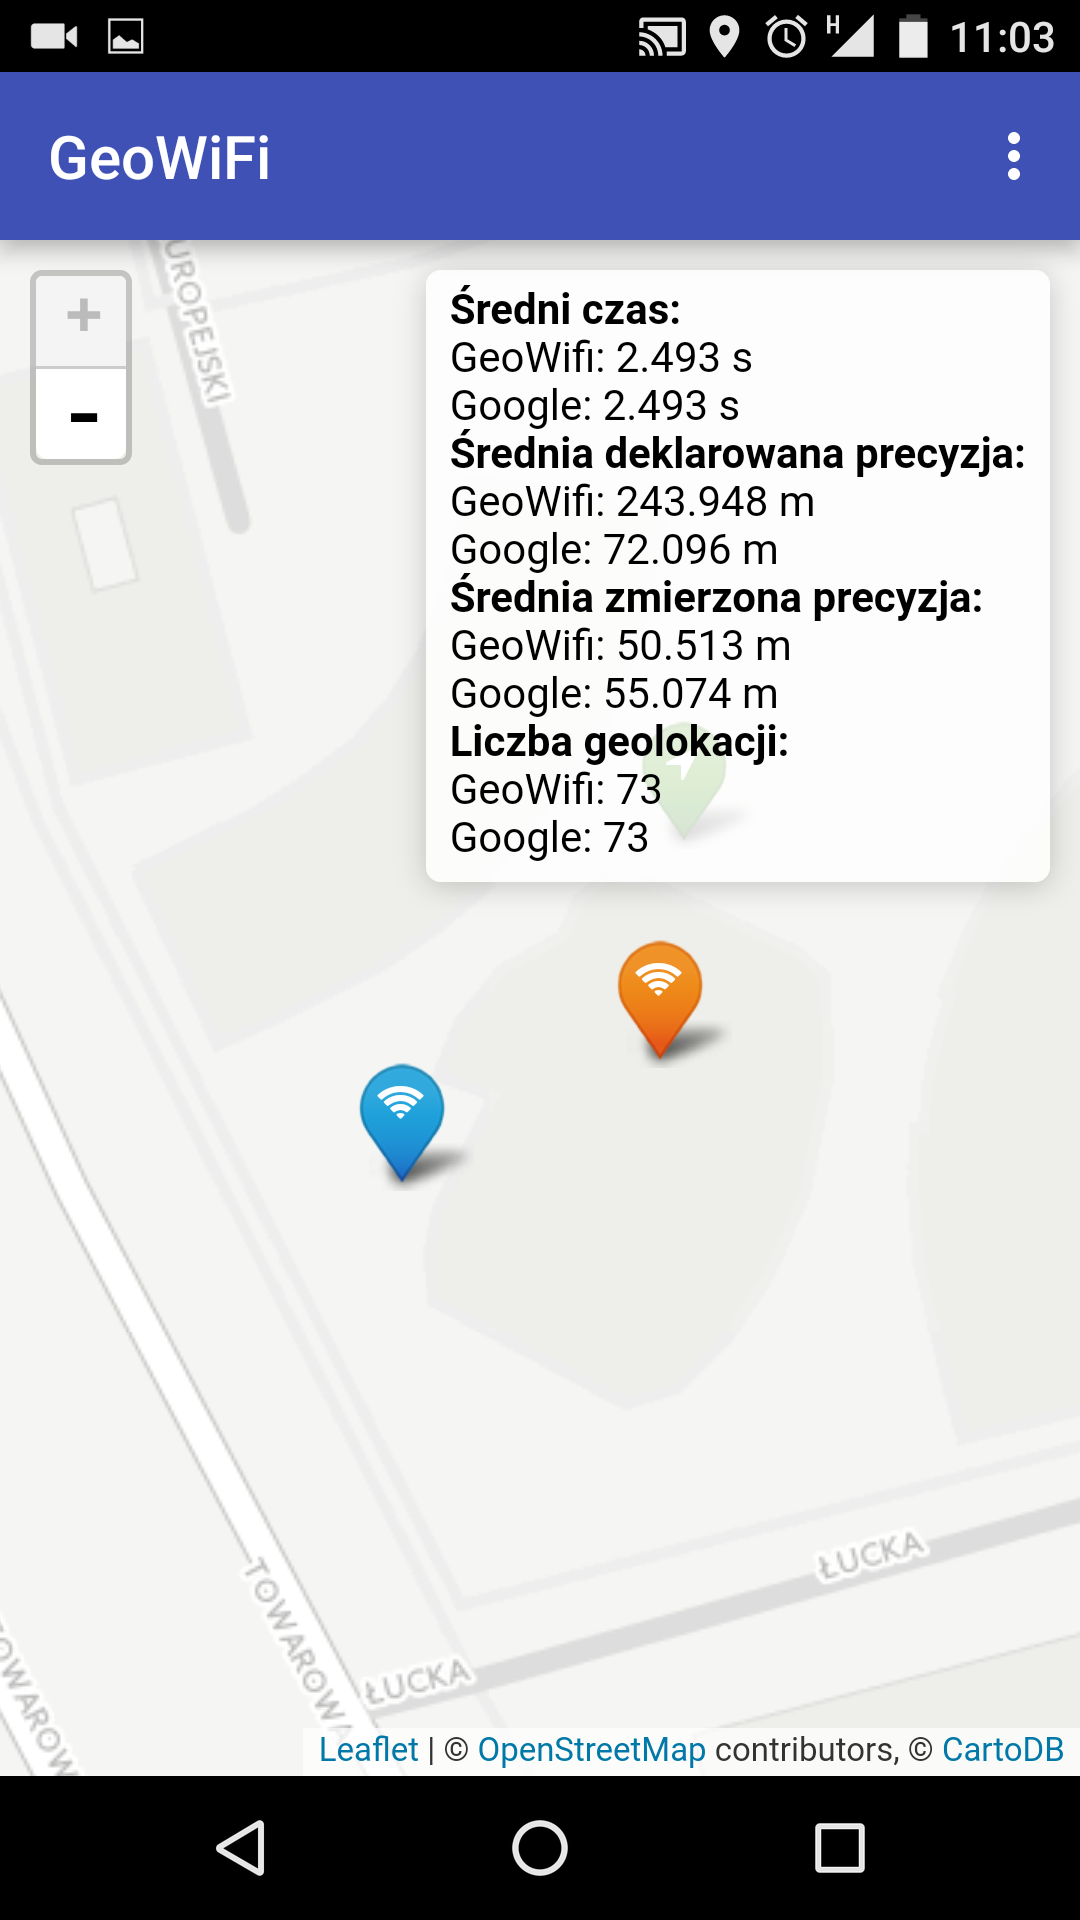 H 11:03
GeoWiFi
+
-
UROPEJSKI
Średni czas:
GeoWifi: 2.493 s
Google: 2.493 s
Średnia deklarowana precyzja:
GeoWifi: 243.948 m
Google: 72.096 m
Średnia zmierzona precyzja:
GeoWifi: 50.513 m
Google: 55.074 m
Liczba geolokacji:
GeoWifi: 73
Google: 73
ŁUCKA
TOWAROWA
ŁUCKA
OWAROW
Leaflet | © OpenStreetMap contributors, © CartoDB